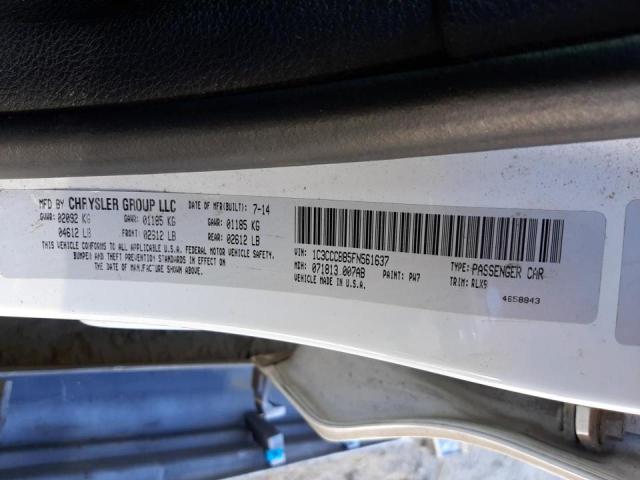 MFD BY CHRYSLER GROUP LLC DATE OF MFR(BUILT): 7-14
GVWR: 02092 KG GAWR 01185 KG GAWR 01185 KG
04612 LB FRONT 02612 LB REAR 02612 LB
THIS VEHICLE CONFORMS TO ALL APPLICABLE U.S.A. FEDERAL MOTOR VEHICLE SAFETY,
BUMPER AND THEFT PREVENTION STANDARDS IN EFFECT ON
THE DATE OF MANUFACTURE SHOWN ABOVE.
VIN: 1C3CCCBB5FN561637 TYPE: PASSENGER CAR
MDH: 071813 007AB PAINT: PW7 TRIM: RLX9
VEHICLE MADE IN U.S.A. 4658843